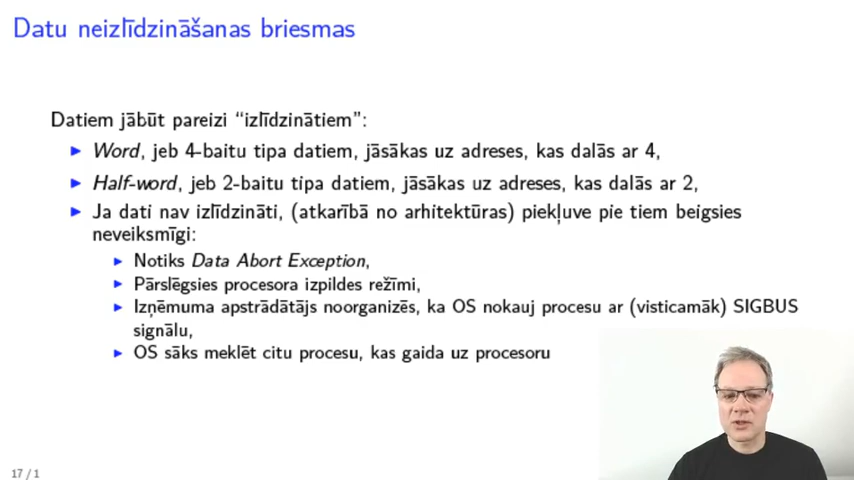 Datu neizlīdzināšanas briesmas
Datiem jābūt pareizi “izlīdzinātiem”:
Word, jeb 4-baitu tipa datiem, jāsākas uz adreses, kas dalās ar 4,
Half-word, jeb 2-baitu tipa datiem, jāsākas uz adreses, kas dalās ar 2,
Ja dati nav izlīdzināti, (atkarībā no arhitektūras) piekļuve pie tiem beigsies
neveiksmīgi:
Notiks Data Abort Exception,
Pārslēgsies procesora izpildes režīmi,
Izņēmuma apstrādātājs noorganizēs, ka OS nokauj procesu ar (visticamāk) SIGBUS
signālu,
OS sāks meklēt citu procesu, kas gaida uz procesoru
17 / 1